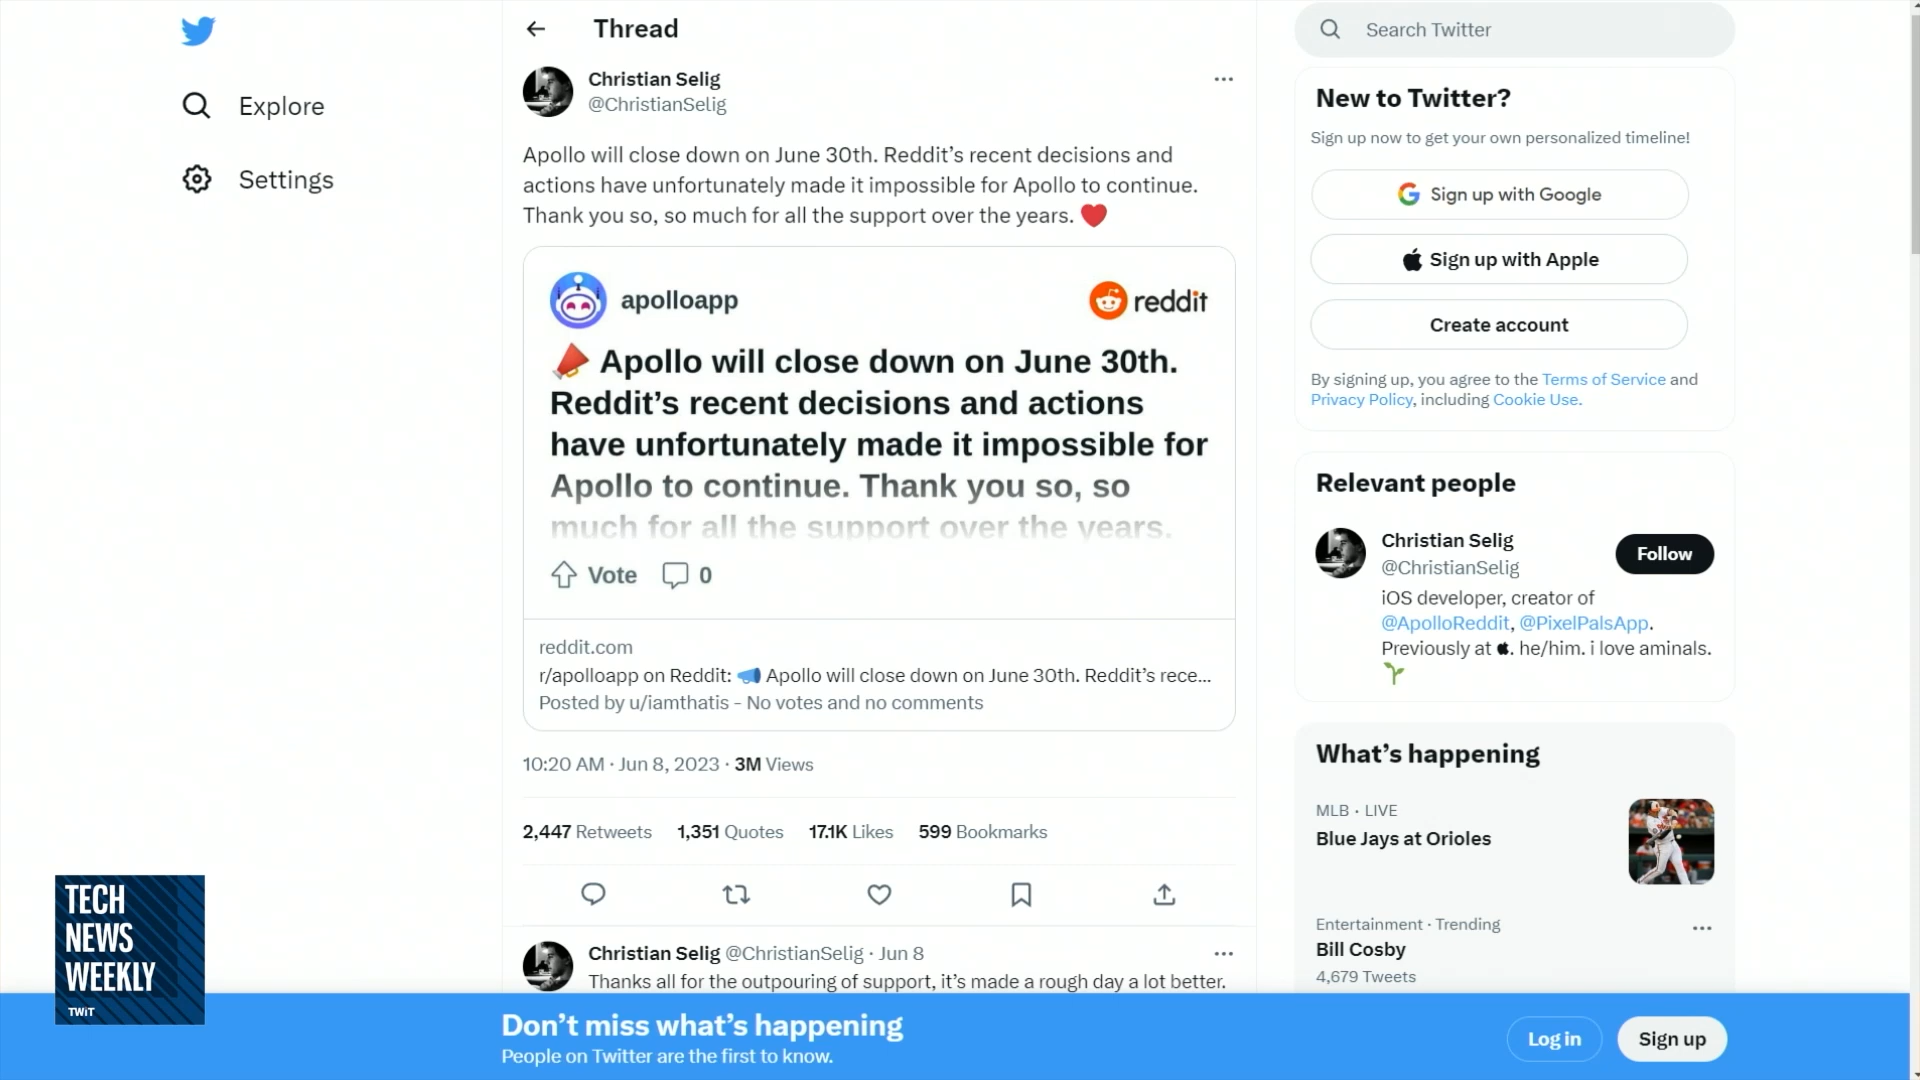 Explore
Settings
Thread
Christian Selig
@ChristianSelig
Apollo will close down on June 30th. Reddit’s recent decisions and
actions have unfortunately made it impossible for Apollo to continue.
Thank you so, so much for all the support over the years. ❤️
apolloapp
reddit
📣 Apollo will close down on June 30th.
Reddit’s recent decisions and actions
have unfortunately made it impossible for
Apollo to continue. Thank you so, so
much for all the support over the years.
Vote 0
reddit.com
r/apolloapp on Reddit: 📣 Apollo will close down on June 30th. Reddit’s rece...
Posted by u/iamthatis - No votes and no comments
10:20 AM · Jun 8, 2023 · 3M Views
2,447 Retweets 1,351 Quotes 17.1K Likes 599 Bookmarks
Christian Selig @ChristianSelig · Jun 8
Thanks all for the outpouring of support, it’s made a rough day a lot better.
Search Twitter
New to Twitter?
Sign up now to get your own personalized timeline!
Sign up with Google
Sign up with Apple
Create account
By signing up, you agree to the Terms of Service and
Privacy Policy, including Cookie Use.
Relevant people
Christian Selig
@ChristianSelig
Follow
iOS developer, creator of
@ApolloReddit, @PixelPalsApp.
Previously at . he/him. i love aminals.
🌱
What’s happening
MLB · LIVE
Blue Jays at Orioles
Entertainment · Trending
Bill Cosby
4,679 Tweets
TECH
NEWS
WEEKLY
TWiT
Don’t miss what’s happening
People on Twitter are the first to know.
Log in
Sign up